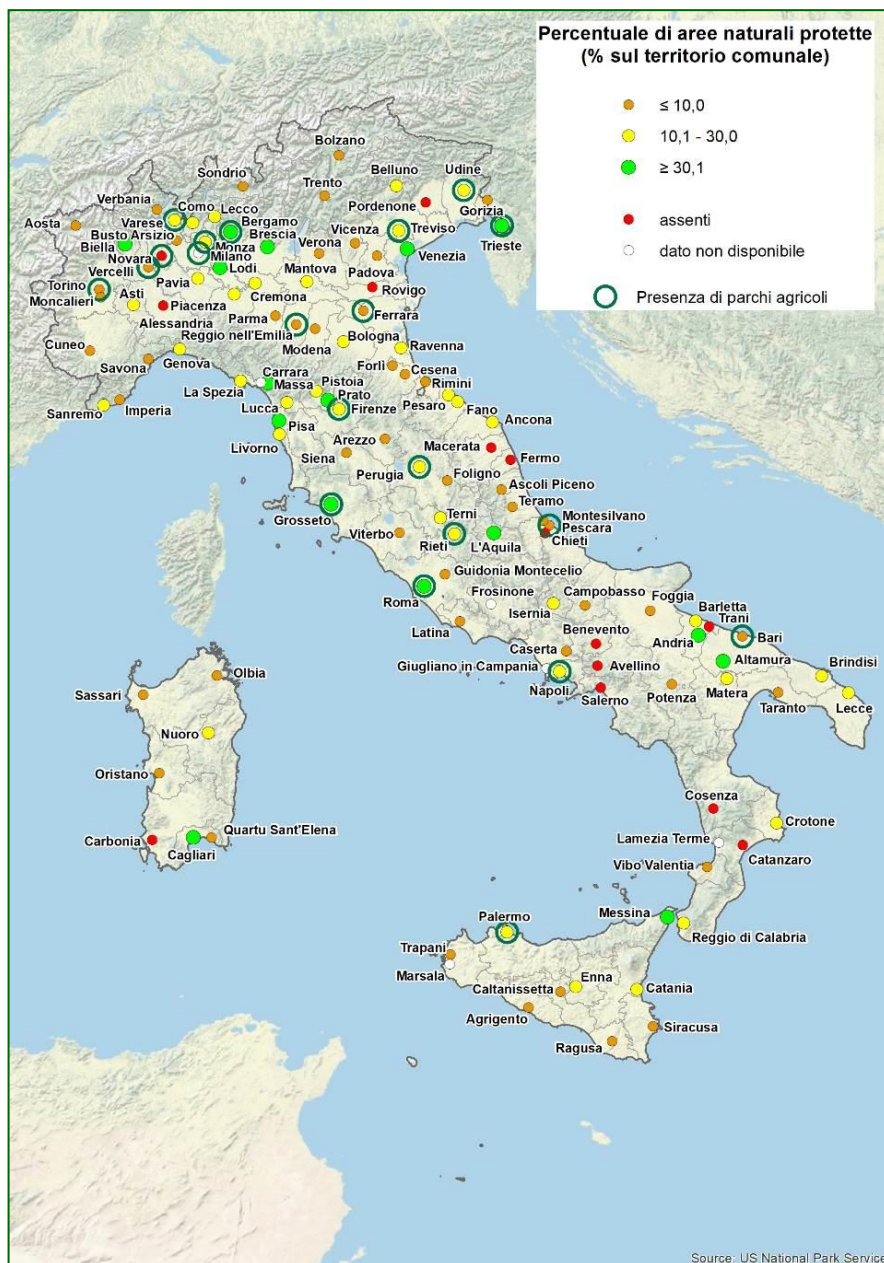 Percentuale di aree naturali protette
(% sul territorio comunale)
≤ 10,0
10,1 - 30,0
≥ 30,1
assenti
dato non disponibile
Presenza di parchi agricoli
Bolzano
Sondrio
Belluno
Udine
Verbania
Trento
Pordenone
Gorizia
Como
Lecco
Aosta
Varese
Bergamo
Vicenza
Treviso
Trieste
Busto Arsizio
Brescia
Biella
Monza
Verona
Novara
Milano
Venezia
Vercelli
Lodi
Padova
Torino
Pavia
Mantova
Rovigo
Moncalieri
Asti
Piacenza
Cremona
Parma
Ferrara
Alessandria
Reggio nell'Emilia
Bologna
Ravenna
Cuneo
Modena
Savona
Genova
Forlì
Cesena
Carrara
Rimini
La Spezia
Massa
Pistoia
Prato
Pesaro
Sanremo
Imperia
Lucca
Firenze
Fano
Pisa
Ancona
Livorno
Arezzo
Macerata
Siena
Fermo
Perugia
Foligno
Ascoli Piceno
Teramo
Grosseto
Terni
Montesilvano
Pescara
Viterbo
Rieti
L'Aquila
Chieti
Guidonia Montecelio
Roma
Frosinone
Campobasso
Foggia
Isernia
Barletta
Trani
Latina
Benevento
Andria
Bari
Caserta
Giugliano in Campania
Avellino
Altamura
Brindisi
Napoli
Salerno
Potenza
Matera
Taranto
Lecce
Olbia
Sassari
Nuoro
Oristano
Cosenza
Crotone
Carbonia
Quartu Sant'Elena
Cagliari
Lamezia Terme
Catanzaro
Vibo Valentia
Messina
Palermo
Reggio di Calabria
Trapani
Marsala
Enna
Caltanissetta
Catania
Agrigento
Siracusa
Ragusa
Source: US National Park Service